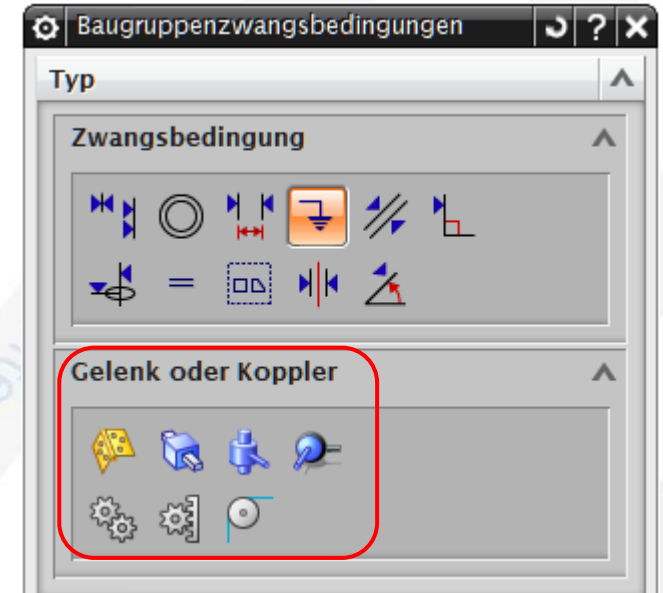 Baugruppenzwangsbedingungen ?
Typ
Zwangsbedingung
Gelenk oder Koppler